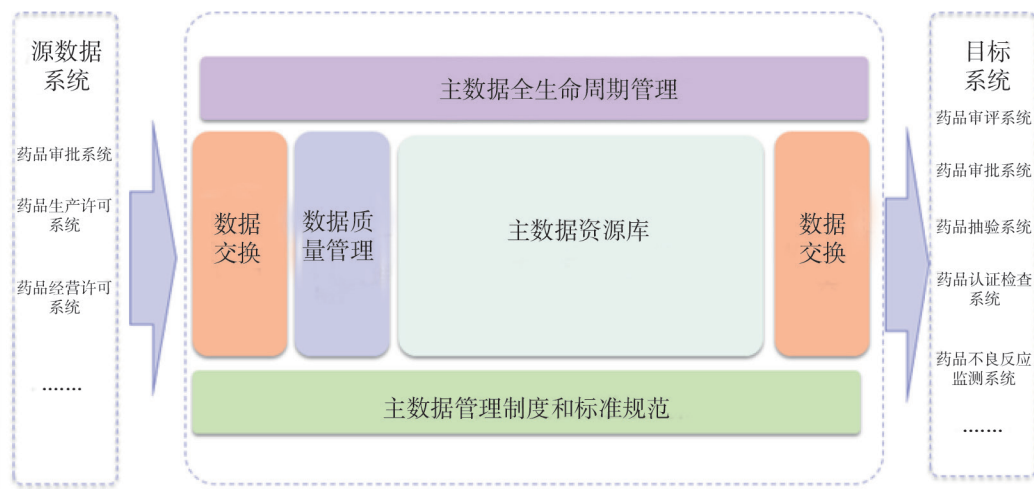 源数据
系统
药品审批系统
药品生产许可
系统
药品经营许可
系统
.......
主数据全生命周期管理
数据
交换
数据质
量管理
主数据资源库
数据
交换
主数据管理制度和标准规范
目标
系统
药品审评系统
药品审批系统
药品抽验系统
药品认证检查
系统
药品不良反应
监测系统
.......